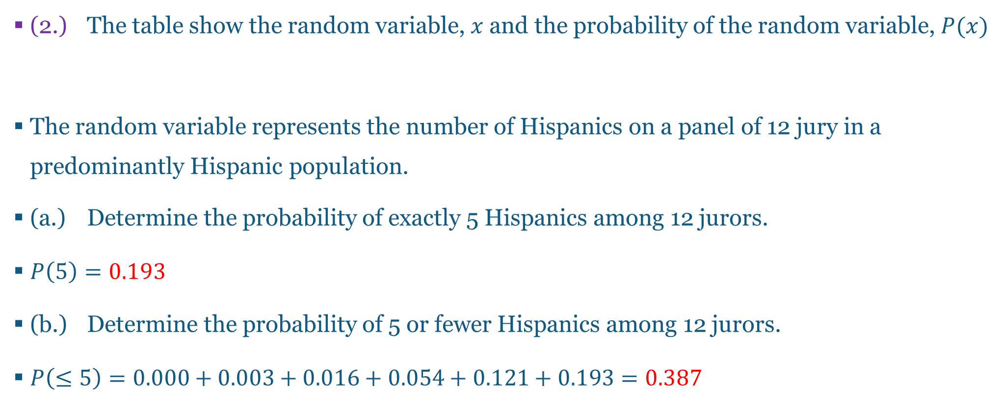 ▪ (2.) The table show the random variable, x and the probability of the random variable, P(x)
▪ The random variable represents the number of Hispanics on a panel of 12 jury in a
predominantly Hispanic population.
▪ (a.) Determine the probability of exactly 5 Hispanics among 12 jurors.
▪ P(5) = 0.193
▪ (b.) Determine the probability of 5 or fewer Hispanics among 12 jurors.
▪ P(≤ 5) = 0.000 + 0.003 + 0.016 + 0.054 + 0.121 + 0.193 = 0.387